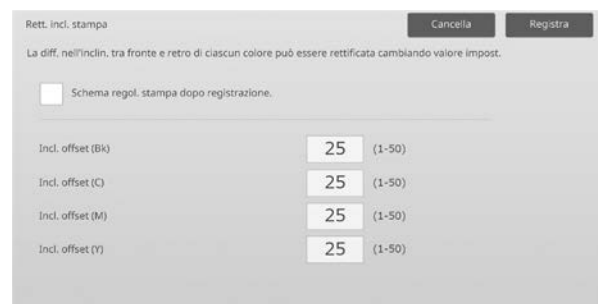 Rett. incl. stampa
Cancella
Registra
La diff. nell'inclin. tra fronte e retro di ciascun colore può essere rettificata cambiando valore impost.
Schema regol. stampa dopo registrazione.
Incl. offset (Bk) 25 (1-50)
Incl. offset (C) 25 (1-50)
Incl. offset (M) 25 (1-50)
Incl. offset (Y) 25 (1-50)